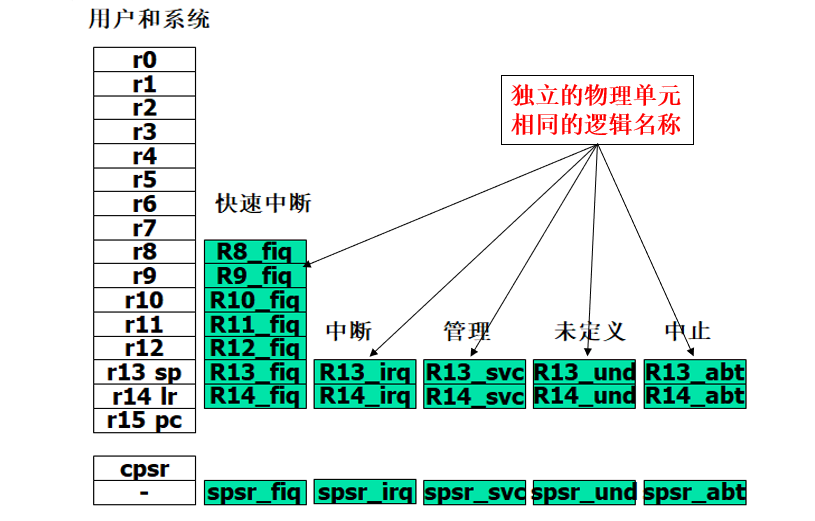 用户和系统
r0
r1
r2
r3
r4
r5
r6
r7
r8
r9
r10
r11
r12
r13 sp
r14 lr
r15 pc
cpsr
-
快速中断
R8_fiq
R9_fiq
R10_fiq
R11_fiq
R12_fiq
R13_fiq
R14_fiq
spsr_fiq
独立的物理单元
相同的逻辑名称
中断
R13_irq
R14_irq
spsr_irq
管理
R13_svc
R14_svc
spsr_svc
未定义
R13_und
R14_und
spsr_und
中止
R13_abt
R14_abt
spsr_abt